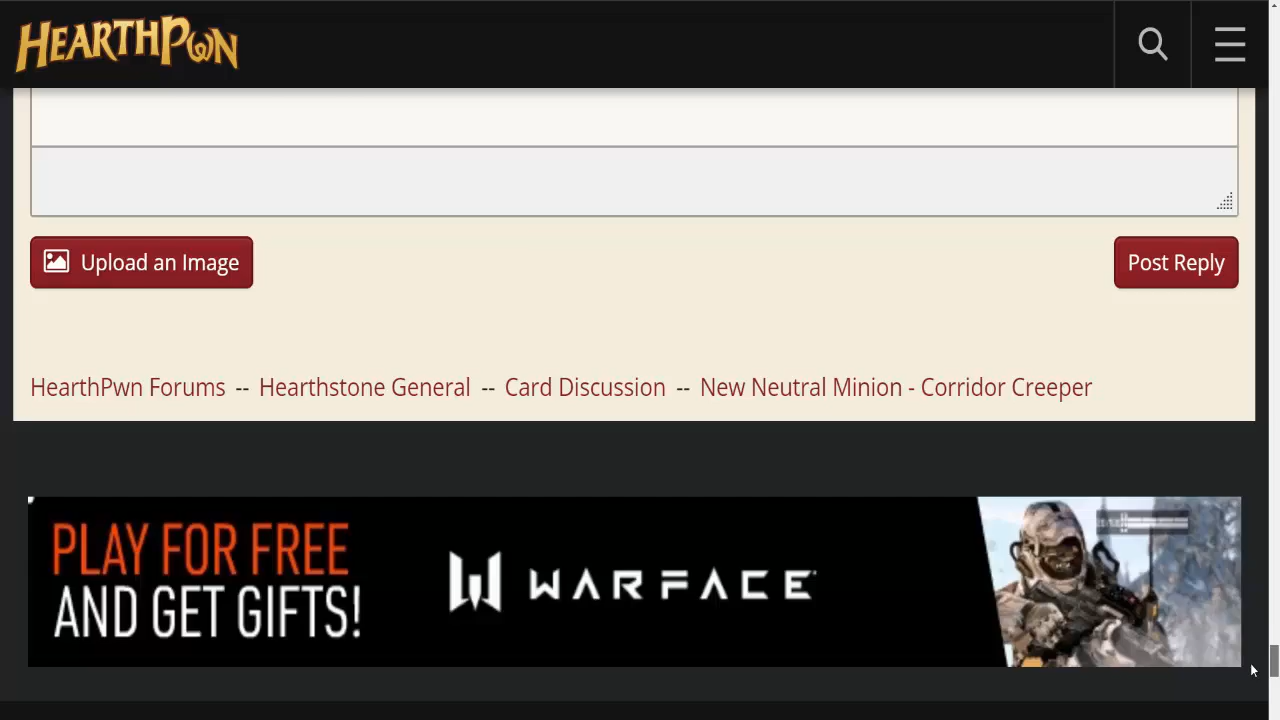 HEARTHPWN
Upload an Image
Post Reply
HearthPwn Forums -- Hearthstone General -- Card Discussion -- New Neutral Minion - Corridor Creeper
PLAY FOR FREE
AND GET GIFTS!
WARFACE